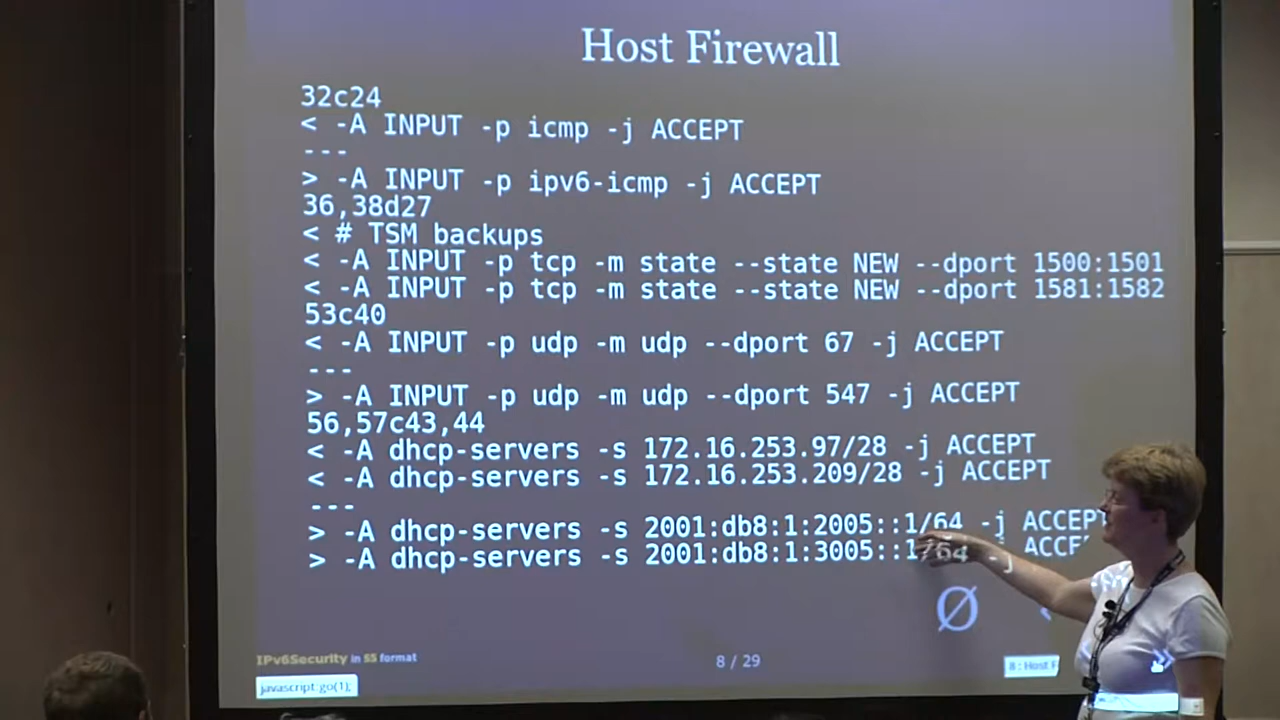 Host Firewall
32c24
< -A INPUT -p icmp -j ACCEPT
---
> -A INPUT -p ipv6-icmp -j ACCEPT
36,38d27
< # TSM backups
< -A INPUT -p tcp -m state --state NEW --dport 1500:1501
< -A INPUT -p tcp -m state --state NEW --dport 1581:1582
53c40
< -A INPUT -p udp -m udp --dport 67 -j ACCEPT
---
> -A INPUT -p udp -m udp --dport 547 -j ACCEPT
56,57c43,44
< -A dhcp-servers -s 172.16.253.97/28 -j ACCEPT
< -A dhcp-servers -s 172.16.253.209/28 -j ACCEPT
---
> -A dhcp-servers -s 2001:db8:1:2005::1/64 -j ACCEPT
> -A dhcp-servers -s 2001:db8:1:3005::1/64 -j ACCE
Ø
IPv6Security in S5 format
8 / 29
8 : Host F
javascript:go(1);
»